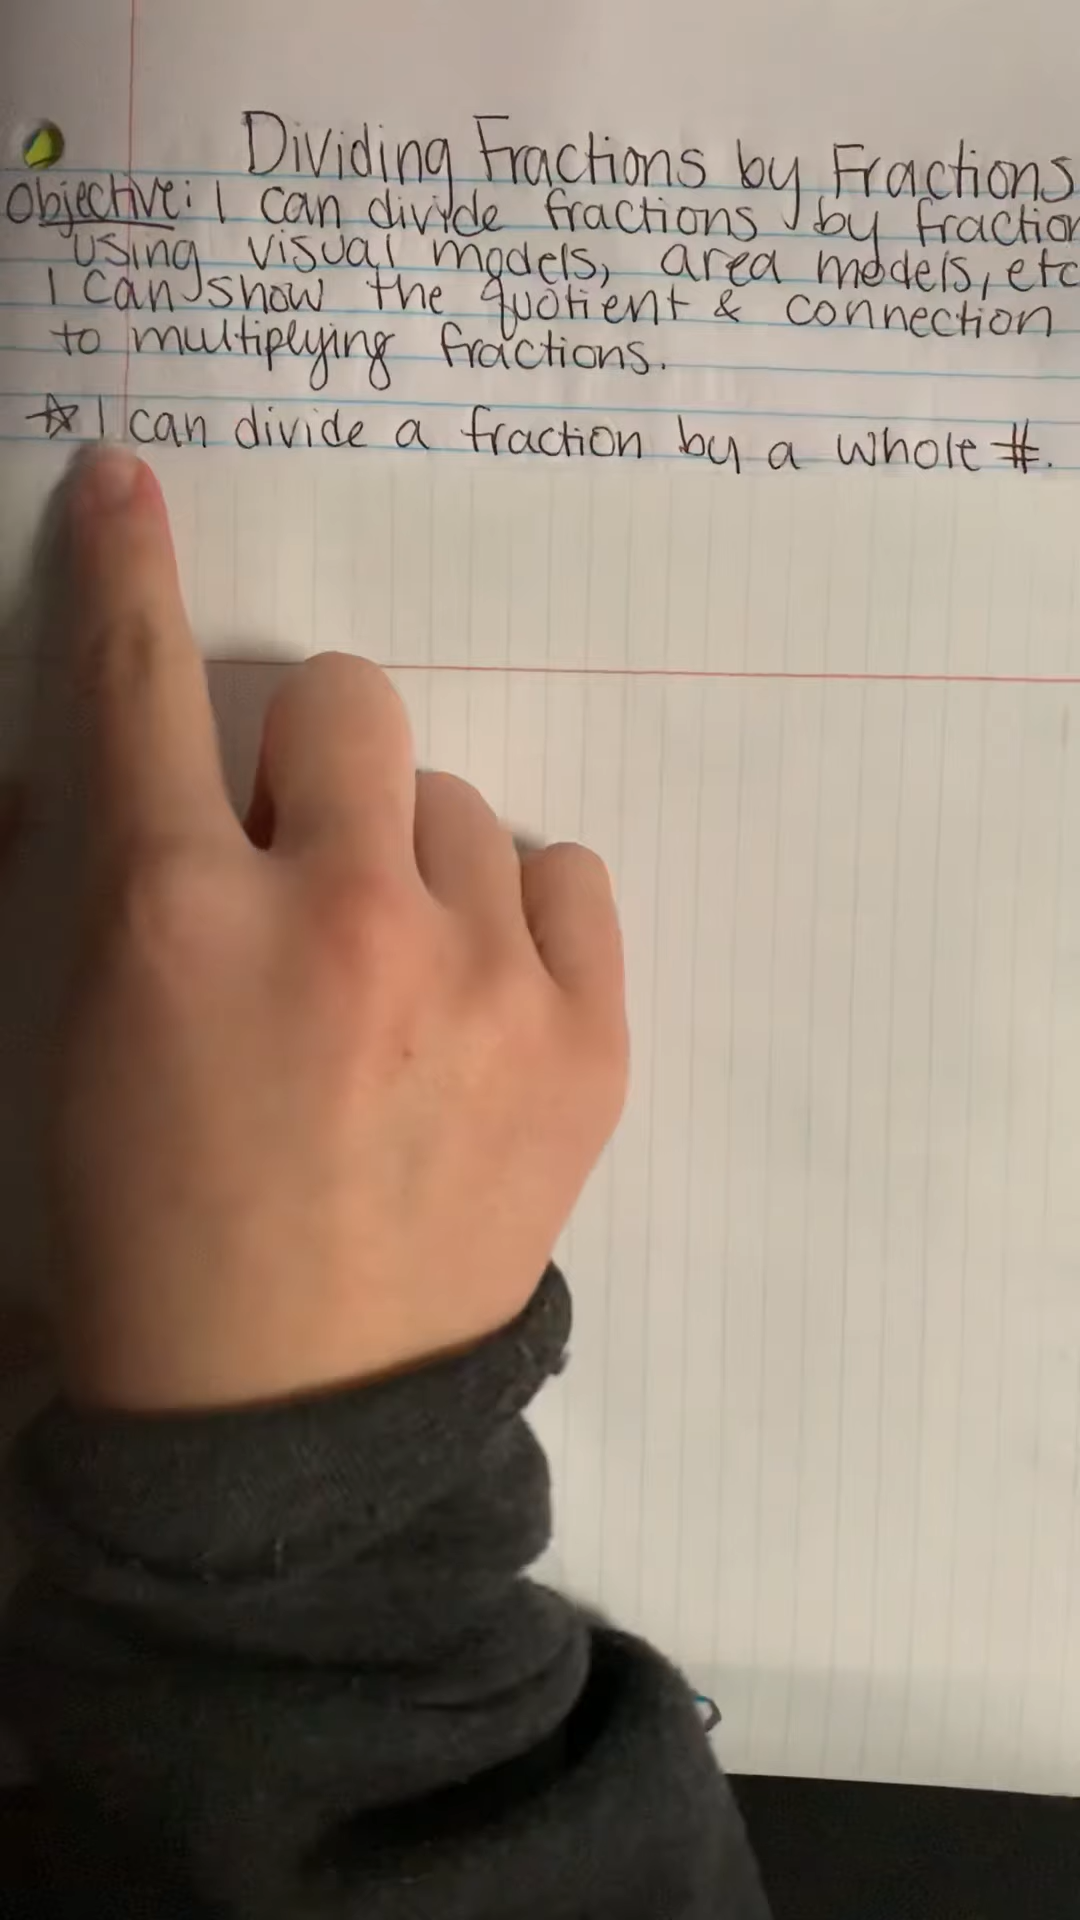 Dividing Fractions by Fractions
Objective: I can divide fractions by fraction
using visual models, area models, etc
I can show the quotient & connection
to multiplying fractions.
☆ I can divide a fraction by a whole #.